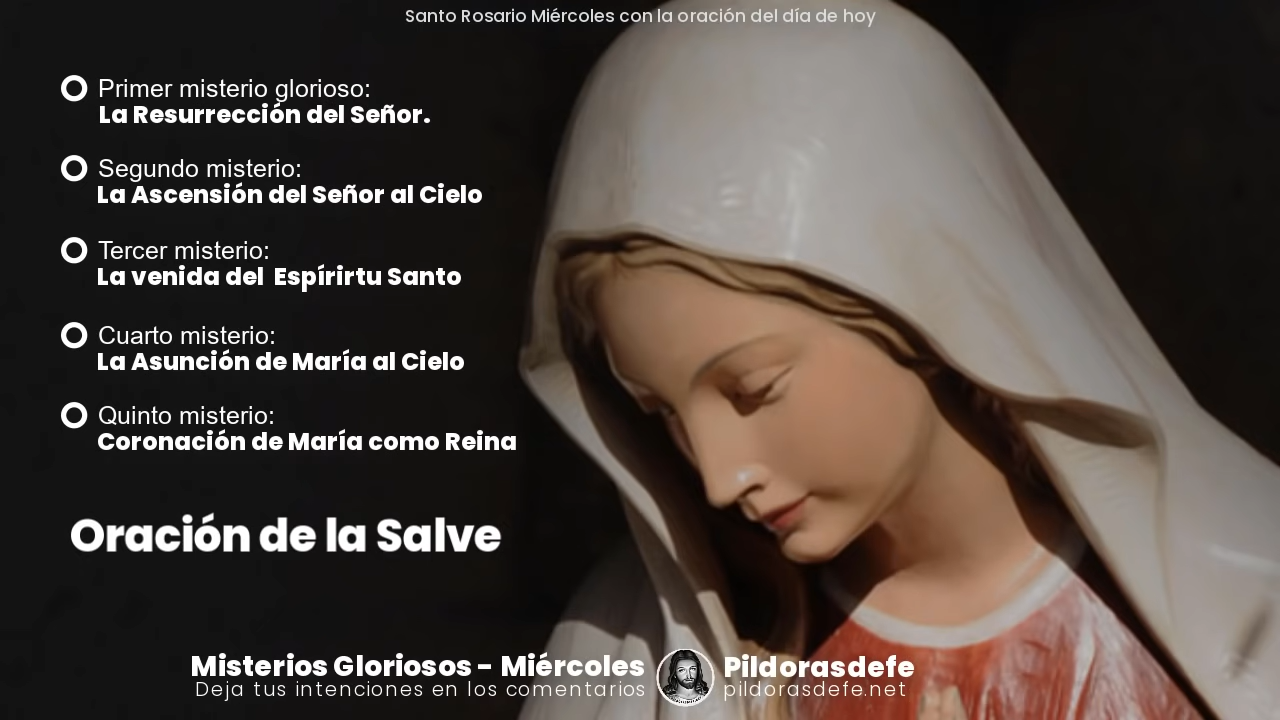 Santo Rosario Miércoles con la oración del día de hoy
Primer misterio glorioso:
La Resurrección del Señor.
Segundo misterio:
La Ascensión del Señor al Cielo
Tercer misterio:
La venida del Espírirtu Santo
Cuarto misterio:
La Asunción de María al Cielo
Quinto misterio:
Coronación de María como Reina
Oración de la Salve
Misterios Gloriosos - Miércoles
Deja tus intenciones en los comentarios
Pildorasdefe
pildorasdefe.net